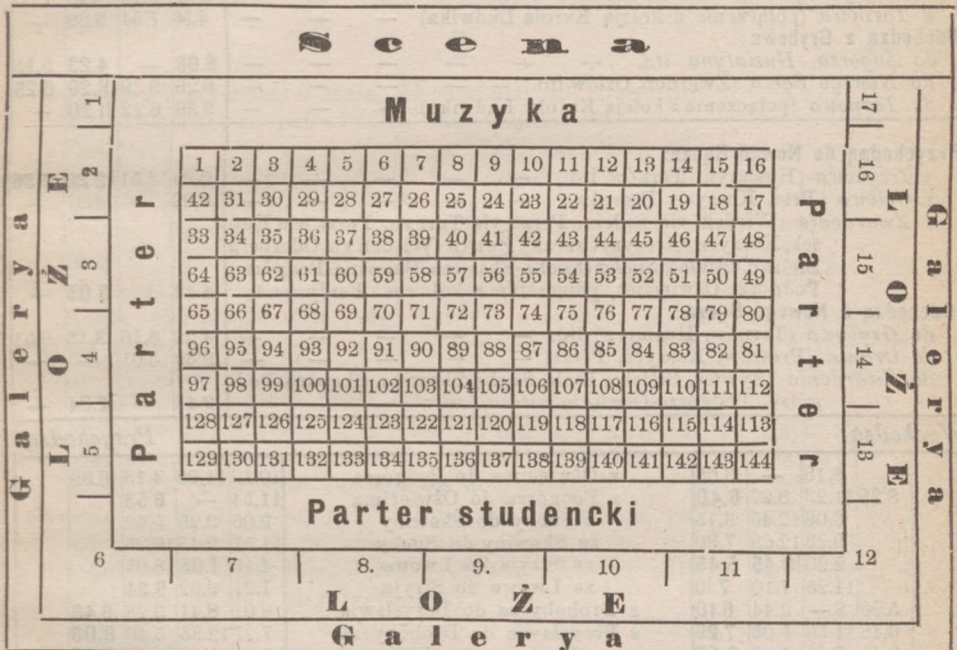 Scena
Muzyka
Galerya
LOŻE
1
2
3
4
5
Parter
1 2 3 4 5 6 7 8 9 10 11 12 13 14 15 16
42 31 30 29 28 27 26 25 24 23 22 21 20 19 18 17
33 34 35 36 37 38 39 40 41 42 43 44 45 46 47 48
64 63 62 61 60 59 58 57 56 55 54 53 52 51 50 49
65 66 67 68 69 70 71 72 73 74 75 76 77 78 79 80
96 95 94 93 92 91 90 89 88 87 86 85 84 83 82 81
97 98 99 100 101 102 103 104 105 106 107 108 109 110 111 112
128 127 126 125 124 123 122 121 120 119 118 117 116 115 114 113
129 130 131 132 133 134 135 136 137 138 139 140 141 142 143 144
Parter
17
16
15
14
13
LOŻE
Galerya
Parter studencki
6 7 8. 9. 10 11 12
LOŻE
Galerya